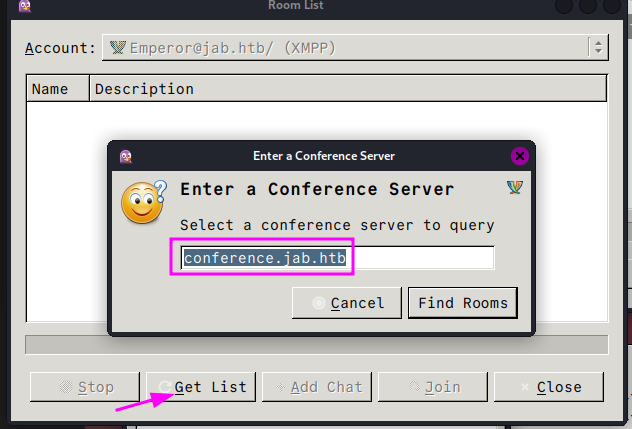 Room List
Account: Emperor@jab.htb/ (XMPP)
Name Description
Enter a Conference Server
Enter a Conference Server
Select a conference server to query
conference.jab.htb
Cancel Find Rooms
Stop Get List Add Chat Join Close